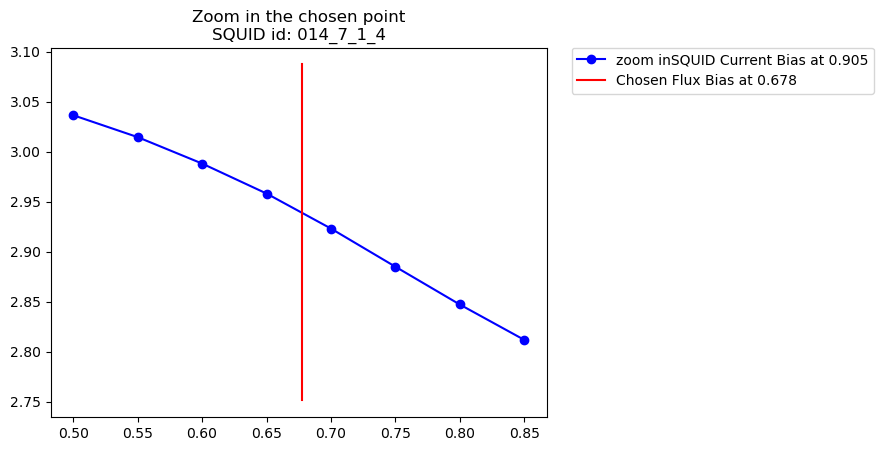 Zoom in the chosen point
SQUID id: 014_7_1_4
zoom inSQUID Current Bias at 0.905
Chosen Flux Bias at 0.678
3.10
3.05
3.00
2.95
2.90
2.85
2.80
2.75
0.50 0.55 0.60 0.65 0.70 0.75 0.80 0.85